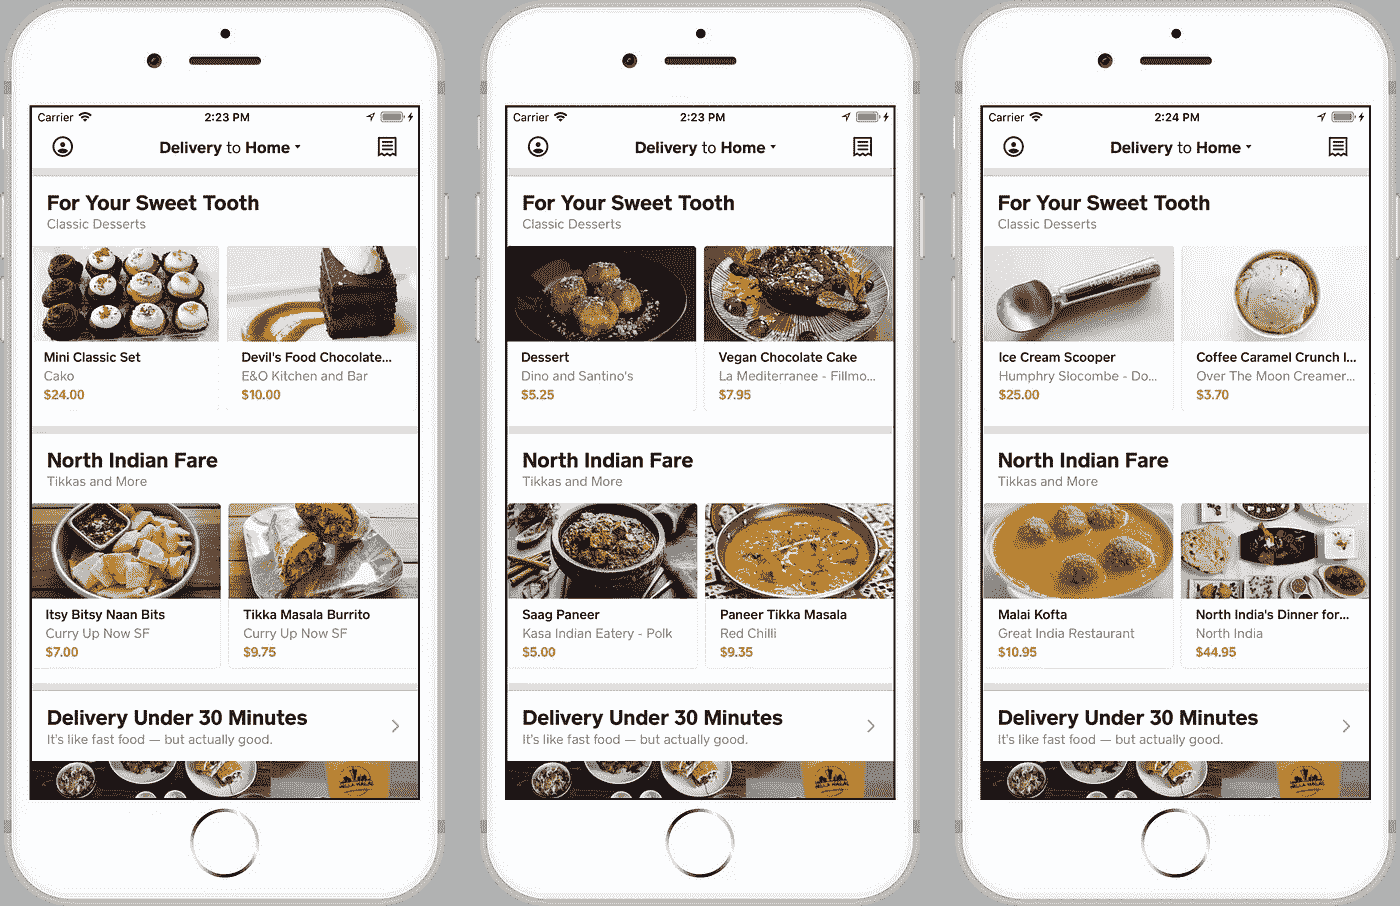 Carrier
2:23 PM
Delivery to Home
For Your Sweet Tooth
Classic Desserts
Mini Classic Set
Cako
$24.00
Devil's Food Chocolate...
E&O Kitchen and Bar
$10.00
North Indian Fare
Tikkas and More
Itsy Bitsy Naan Bits
Curry Up Now SF
$7.00
Tikka Masala Burrito
Curry Up Now SF
$9.75
Delivery Under 30 Minutes
It's like fast food — but actually good.
Carrier
2:23 PM
Delivery to Home
For Your Sweet Tooth
Classic Desserts
Dessert
Dino and Santino's
$5.25
Vegan Chocolate Cake
La Mediterranee - Fillmo...
$7.95
North Indian Fare
Tikkas and More
Saag Paneer
Kasa Indian Eatery - Polk
$5.00
Paneer Tikka Masala
Red Chilli
$9.35
Delivery Under 30 Minutes
It's like fast food — but actually good.
Carrier
2:24 PM
Delivery to Home
For Your Sweet Tooth
Classic Desserts
Ice Cream Scooper
Humphry Slocombe - Do...
$25.00
Coffee Caramel Crunch I...
Over The Moon Creamer...
$3.70
North Indian Fare
Tikkas and More
Malai Kofta
Great India Restaurant
$10.95
North India's Dinner for...
North India
$44.95
Delivery Under 30 Minutes
It's like fast food — but actually good.